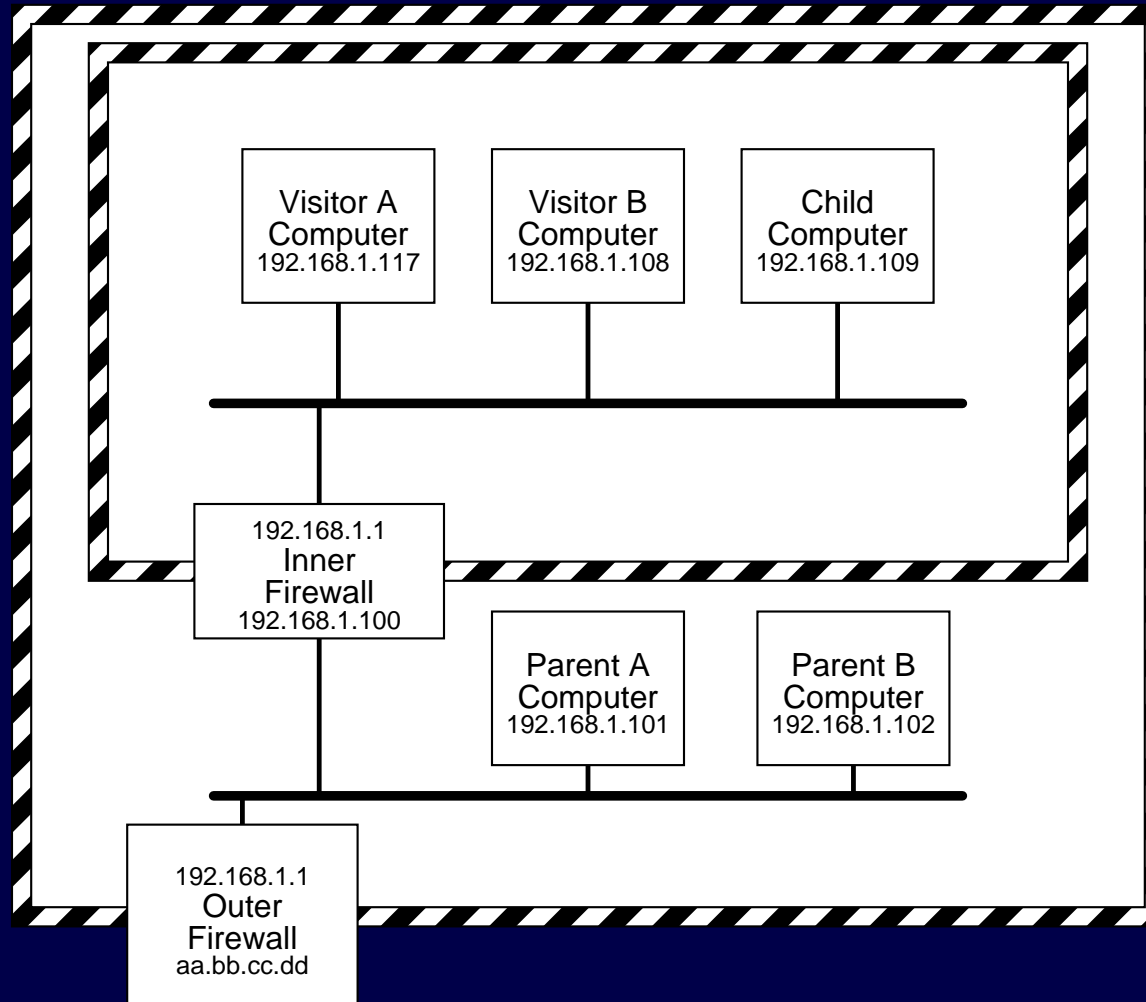 Visitor A
Computer
192.168.1.117
Visitor B
Computer
192.168.1.108
Child
Computer
192.168.1.109
192.168.1.1
Inner
Firewall
192.168.1.100
Parent A
Computer
192.168.1.101
Parent B
Computer
192.168.1.102
192.168.1.1
Outer
Firewall
aa.bb.cc.dd